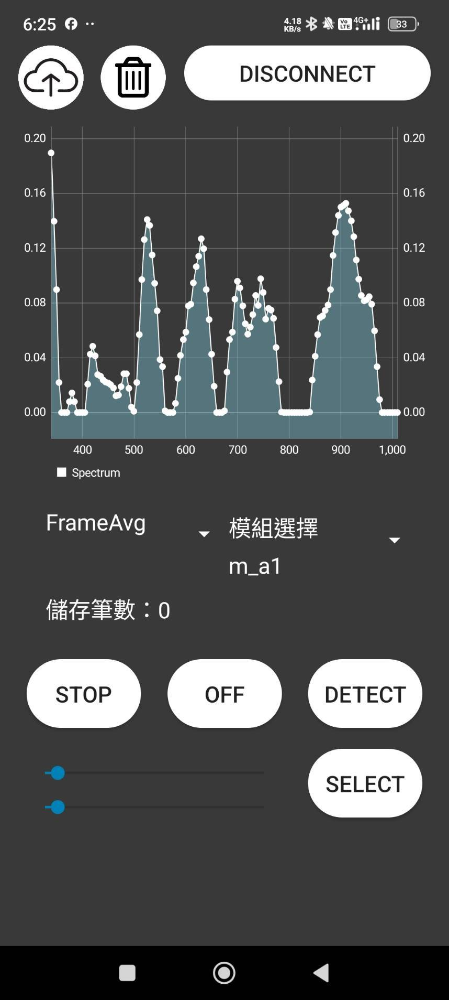 6:25
4.18
KB/s
Vo
LTE
4G+
33
DISCONNECT
0.20 0.20
0.16 0.16
0.12 0.12
0.08 0.08
0.04 0.04
0.00 0.00
400 500 600 700 800 900 1,000
Spectrum
FrameAvg
模組選擇
m_a1
儲存筆數：0
STOP OFF DETECT
SELECT